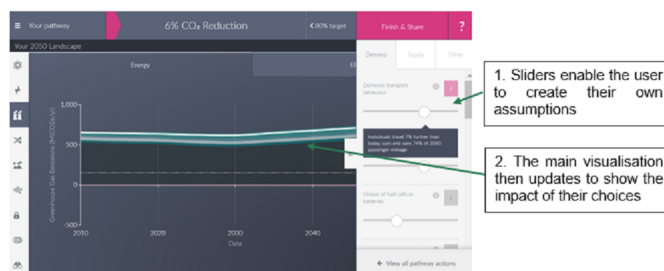 Your pathway
6% CO₂ Reduction
< 80% target
Finish & Share
?
Your 2050 Landscape
Energy
Demand
Supply
Other
Domestic transport
behaviour
Individuals travel 7% further than
today; cars and vans 74% of 2050
passenger mileage
Choice of fuel cells or
batteries
← View all pathway actions
Greenhouse Gas Emissions (MtCO2e/yr)
1,000
500
0
-500
2010
2020
2030
2040
Date
1. Sliders enable the user
to create their own
assumptions
2. The main visualisation
then updates to show the
impact of their choices